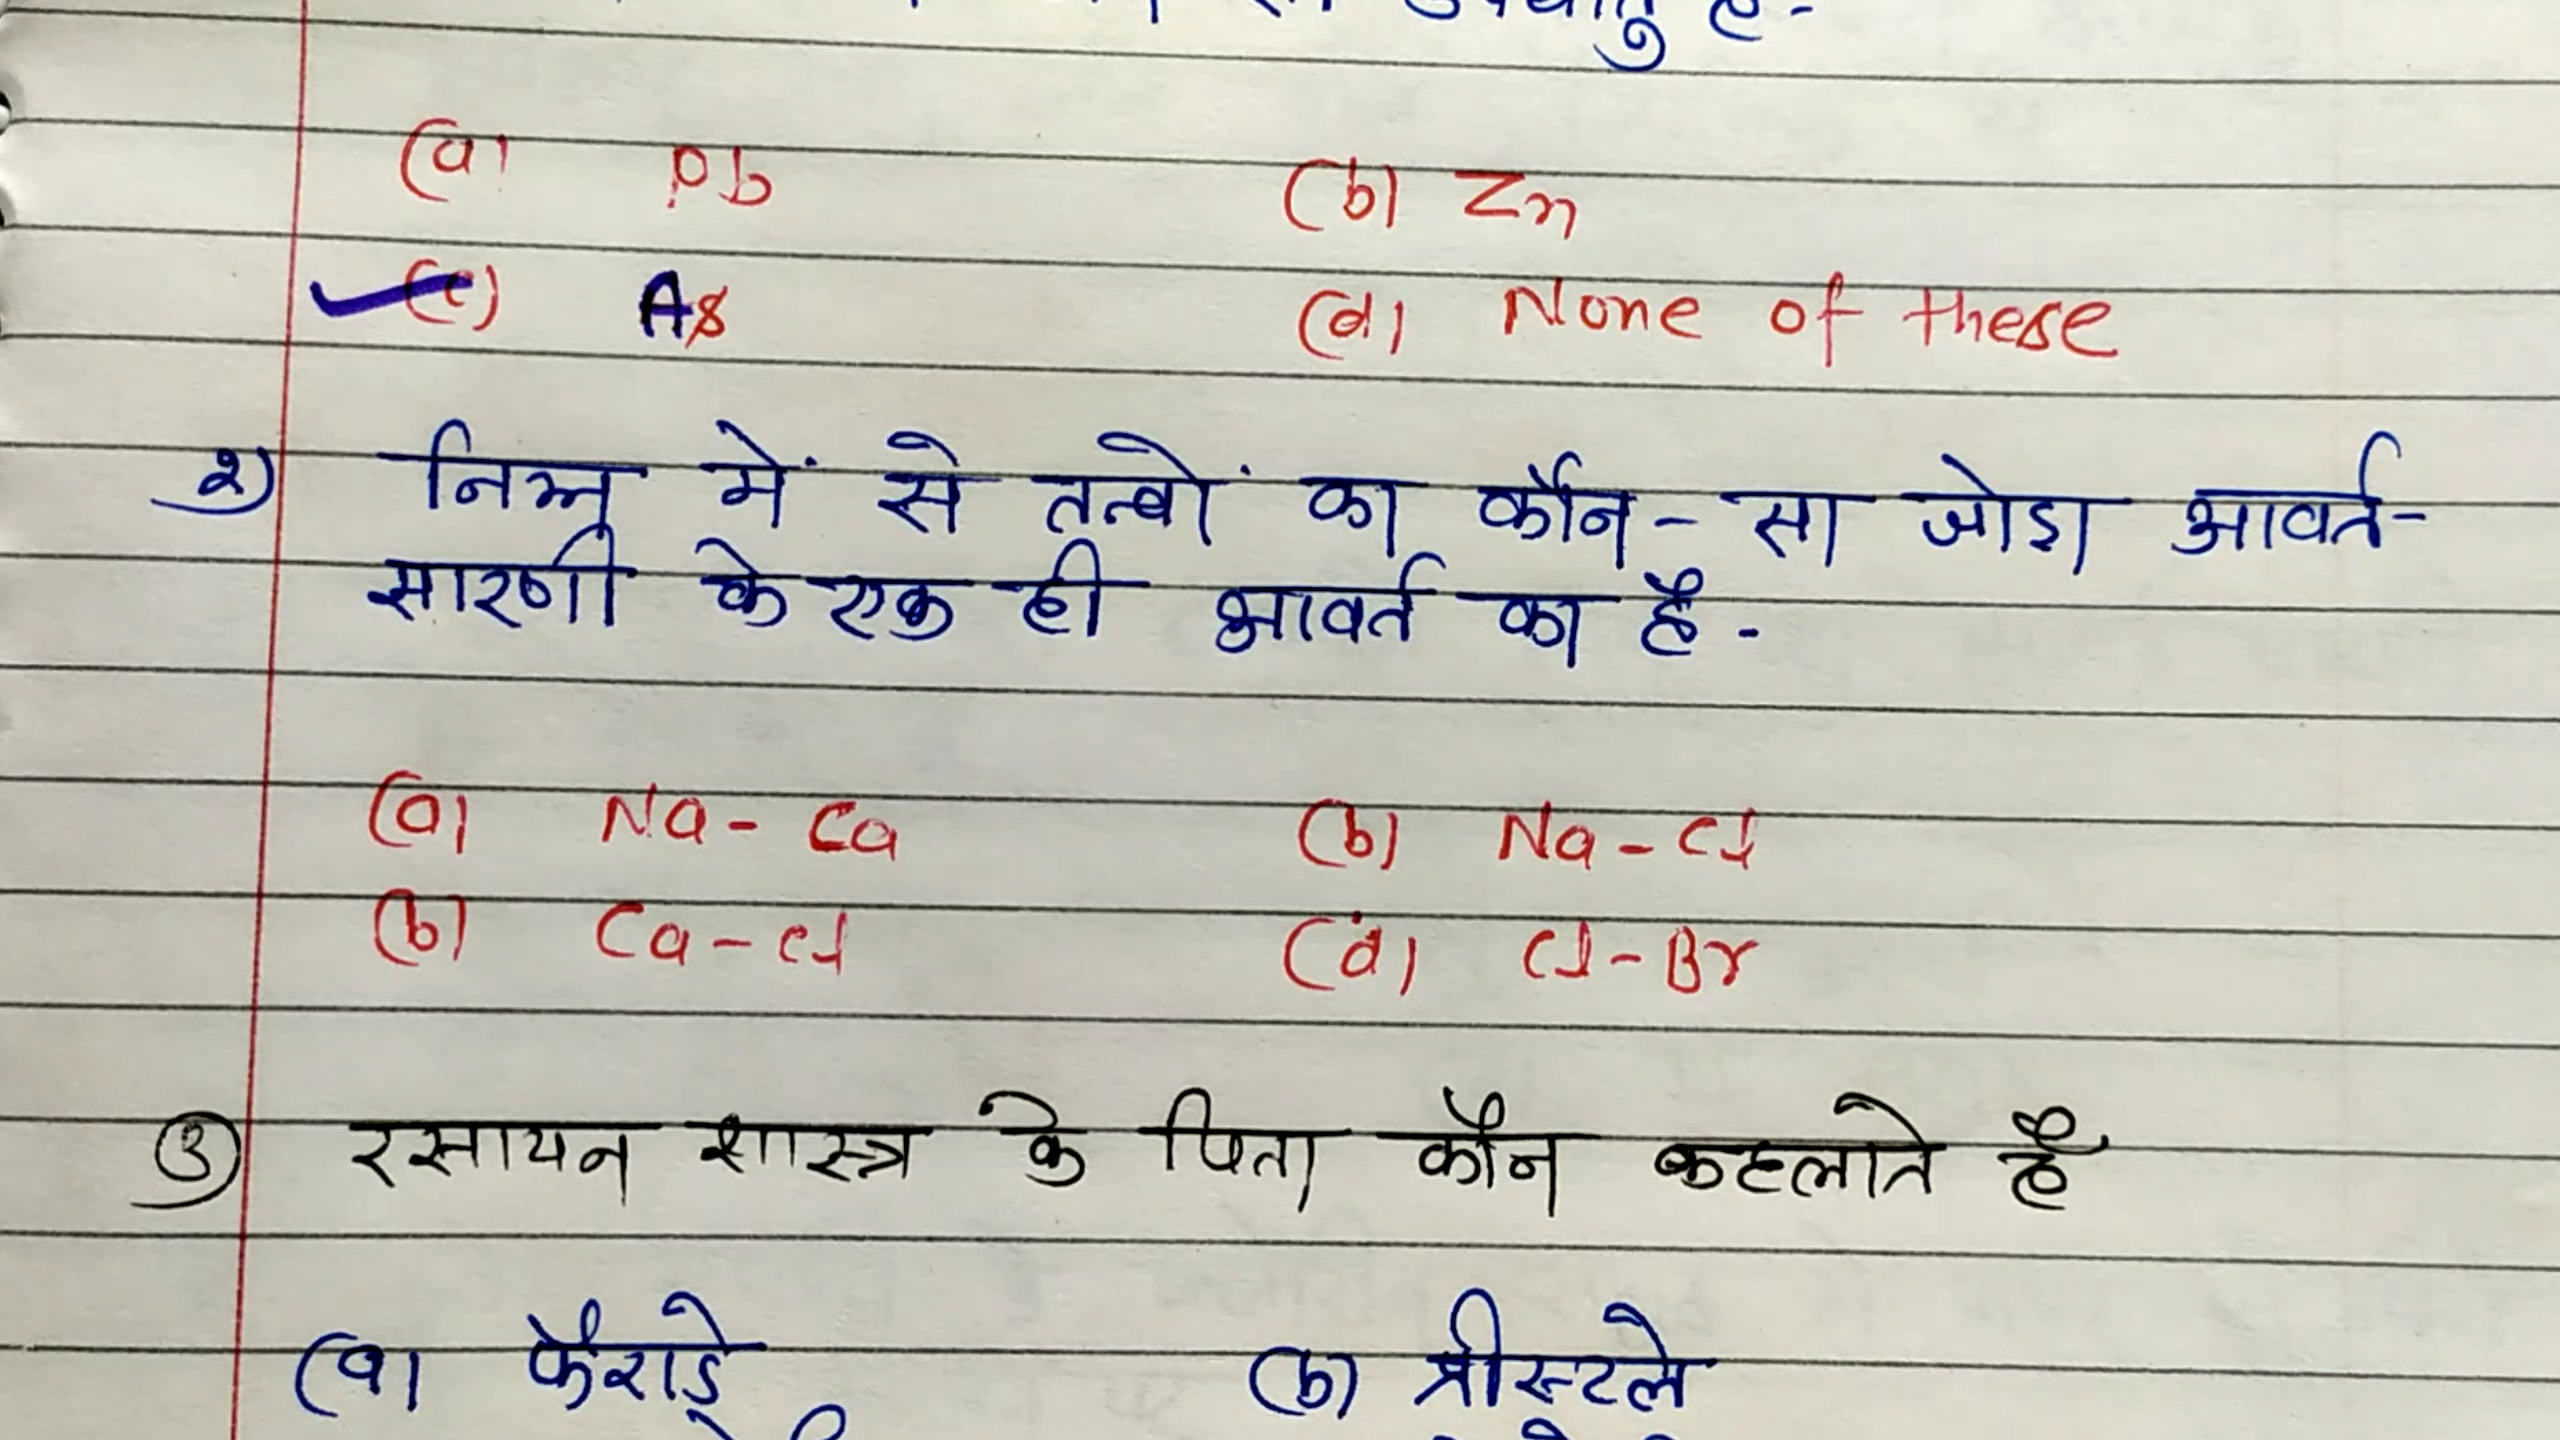 उपधातु है-
(a) Pb (b) Zn
(c) As (d) None of these
2) निम्न में से तत्वों का कौन-सा जोड़ा आवर्त-
सारणी के एक ही आवर्त का है-
(a) Na-Ca (b) Na-Cl
(b) Ca-Cl (d) Cl-Br
3) रसायन शास्त्र के पिता कौन कहलाते हैं
(a) फैराडे (b) प्रीस्टले